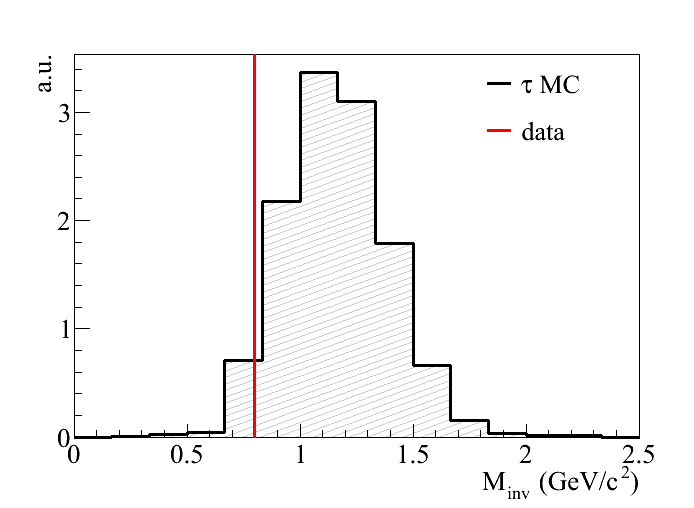 a.u.
τ MC
data
3
2
1
0
0 0.5 1 1.5 2 2.5
M_inv (GeV/c^2)